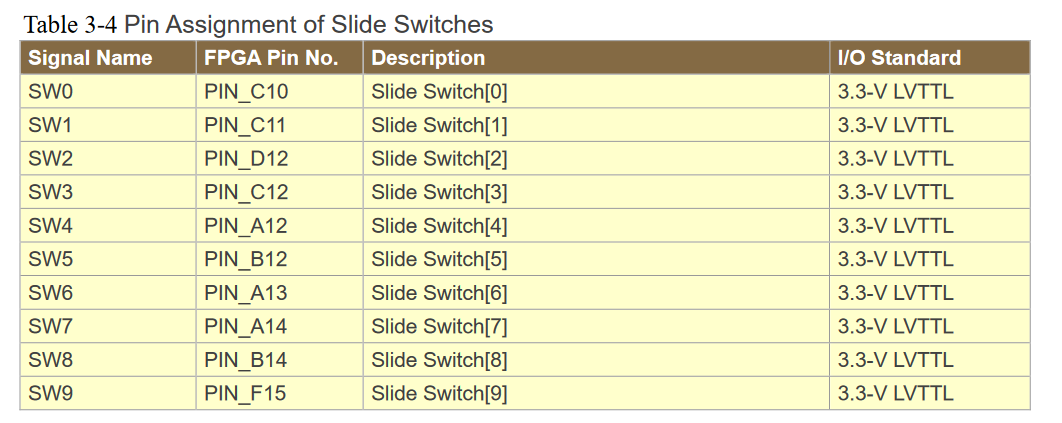 Table 3-4 Pin Assignment of Slide Switches
Signal Name FPGA Pin No. Description I/O Standard
SW0 PIN_C10 Slide Switch[0] 3.3-V LVTTL
SW1 PIN_C11 Slide Switch[1] 3.3-V LVTTL
SW2 PIN_D12 Slide Switch[2] 3.3-V LVTTL
SW3 PIN_C12 Slide Switch[3] 3.3-V LVTTL
SW4 PIN_A12 Slide Switch[4] 3.3-V LVTTL
SW5 PIN_B12 Slide Switch[5] 3.3-V LVTTL
SW6 PIN_A13 Slide Switch[6] 3.3-V LVTTL
SW7 PIN_A14 Slide Switch[7] 3.3-V LVTTL
SW8 PIN_B14 Slide Switch[8] 3.3-V LVTTL
SW9 PIN_F15 Slide Switch[9] 3.3-V LVTTL